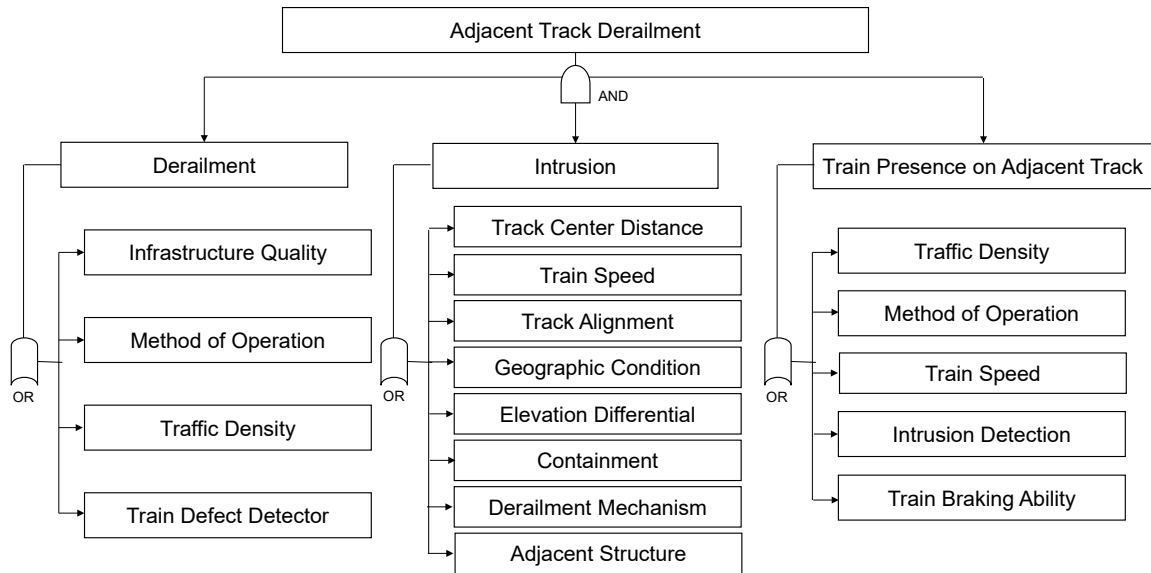 Adjacent Track Derailment
AND
Derailment
Intrusion
Train Presence on Adjacent Track
Infrastructure Quality
Method of Operation
Traffic Density
Train Defect Detector
OR
Track Center Distance
Train Speed
Track Alignment
Geographic Condition
Elevation Differential
Containment
Derailment Mechanism
Adjacent Structure
OR
Traffic Density
Method of Operation
Train Speed
Intrusion Detection
Train Braking Ability
OR